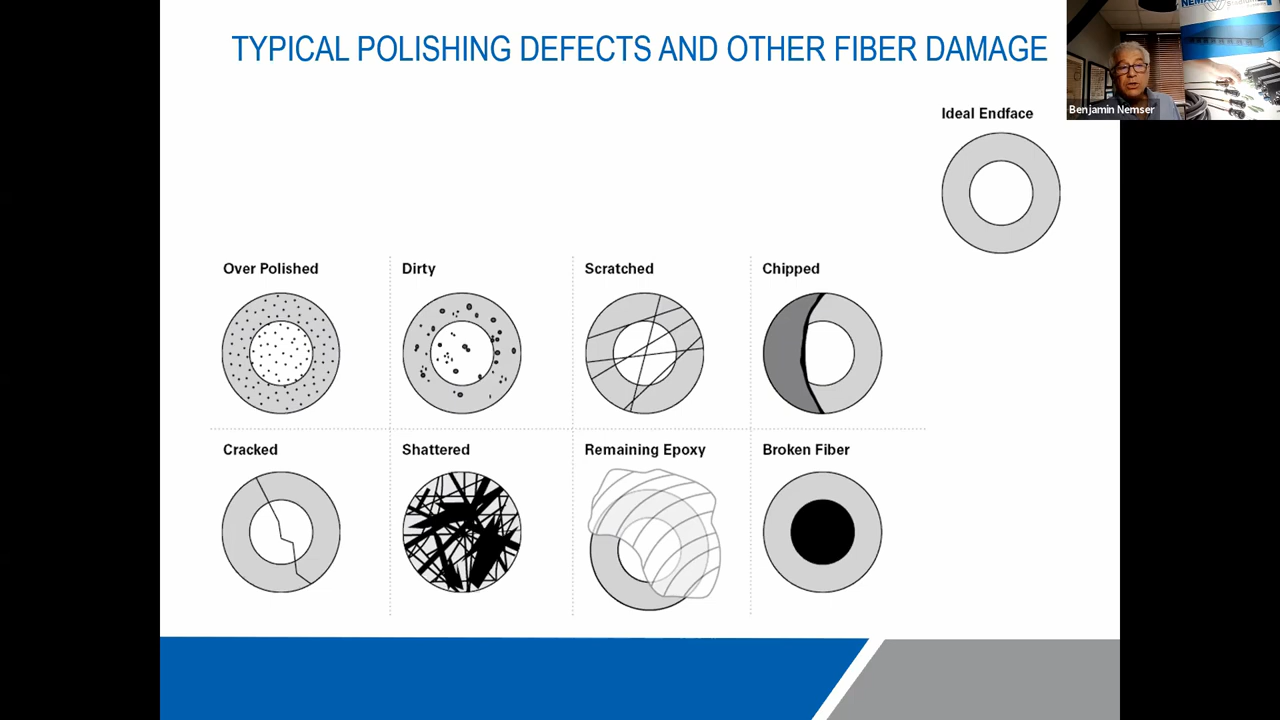 TYPICAL POLISHING DEFECTS AND OTHER FIBER DAMAGE
Benjamin Nemser
Ideal Endface
Over Polished
Dirty
Scratched
Chipped
Cracked
Shattered
Remaining Epoxy
Broken Fiber